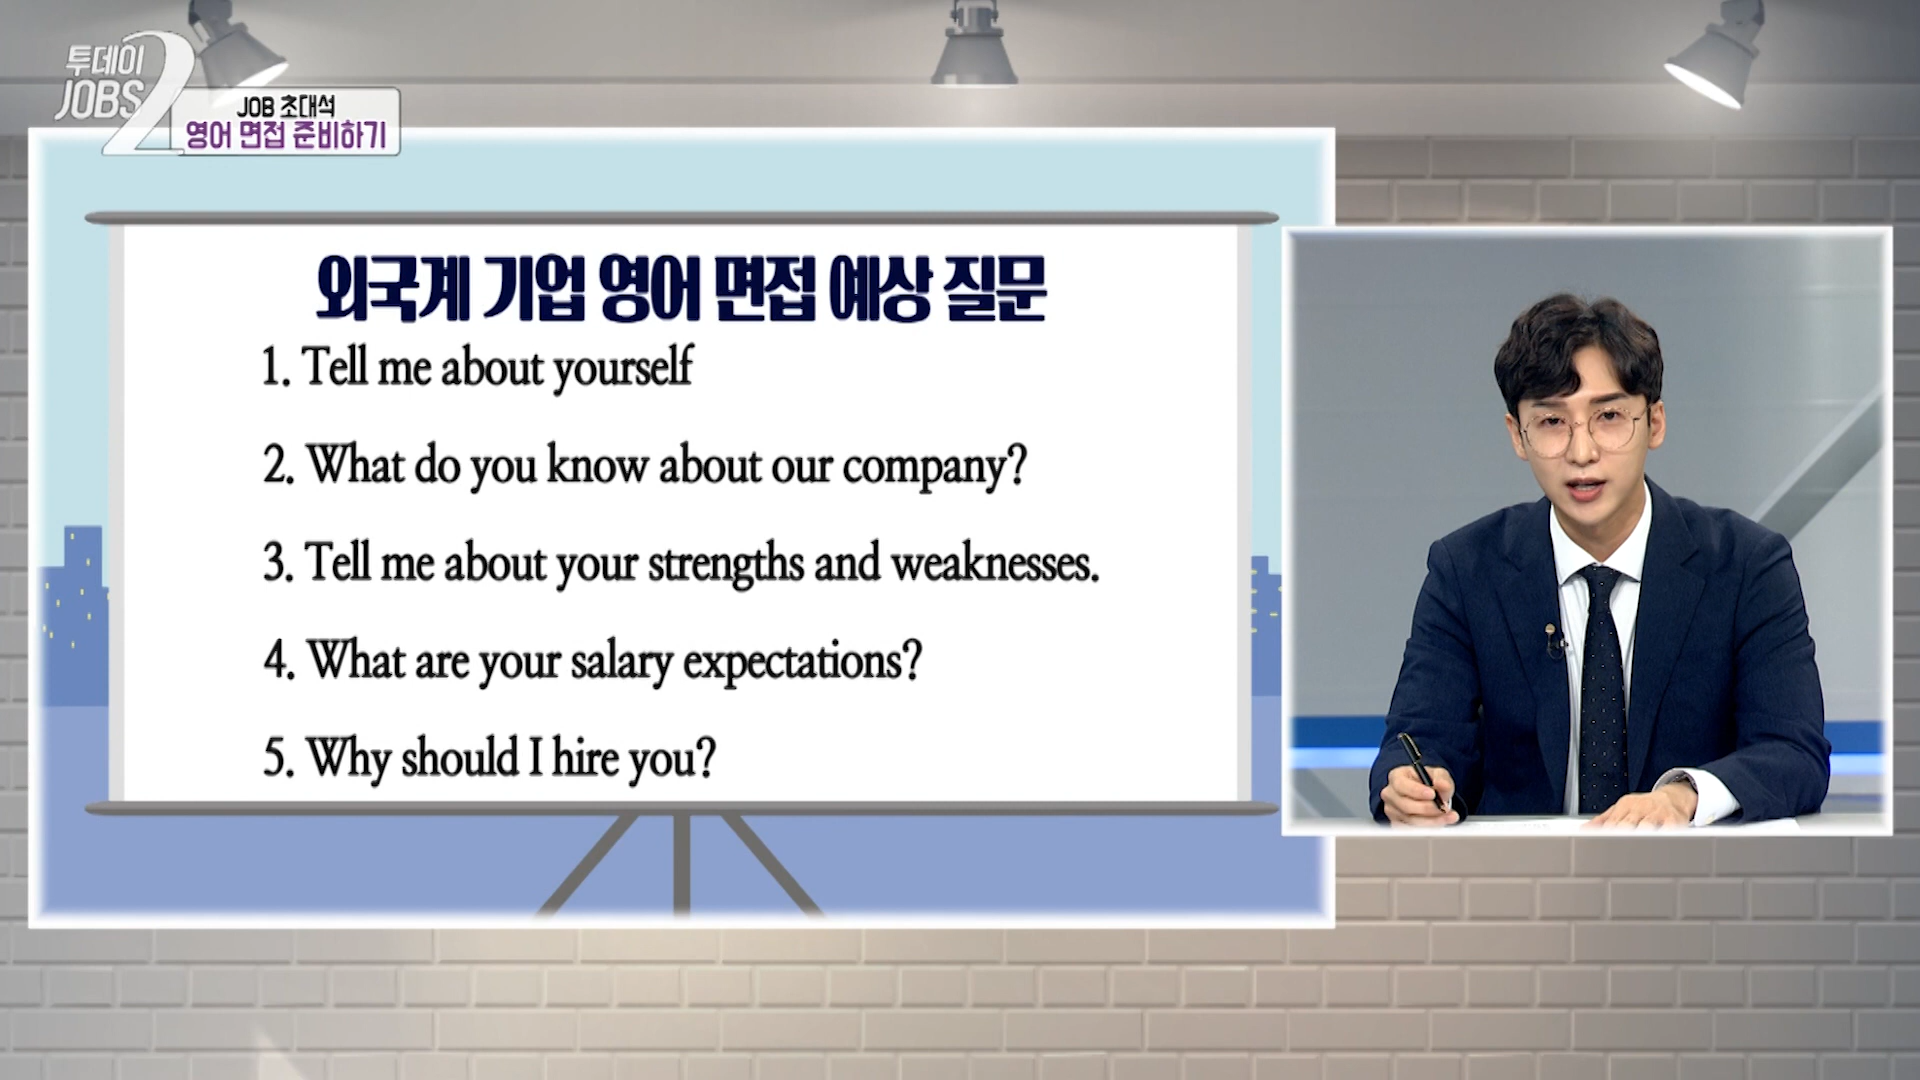 투데이
JOBS 2
JOB 초대석
영어 면접 준비하기
외국계 기업 영어 면접 예상 질문
1. Tell me about yourself
2. What do you know about our company?
3. Tell me about your strengths and weaknesses.
4. What are your salary expectations?
5. Why should I hire you?